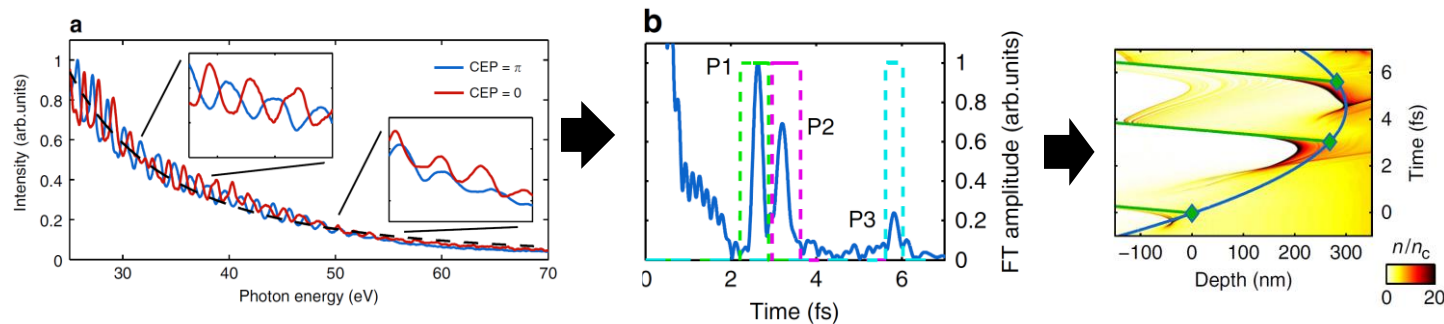 a
Intensity (arb.units)
1
0.8
0.6
0.4
0.2
0
30
40
50
60
70
Photon energy (eV)
CEP = π
CEP = 0
b
P1
P2
P3
0
2
4
6
Time (fs)
1
0.8
0.6
0.4
0.2
0
FT amplitude (arb.units)
6
4
2
0
Time (fs)
−100
0
100
200
300
Depth (nm)
n/nc
0
20